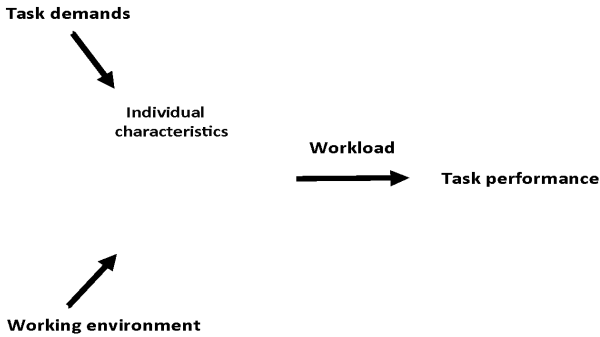 Task demands
Individual
characteristics
Workload
Task performance
Working environment